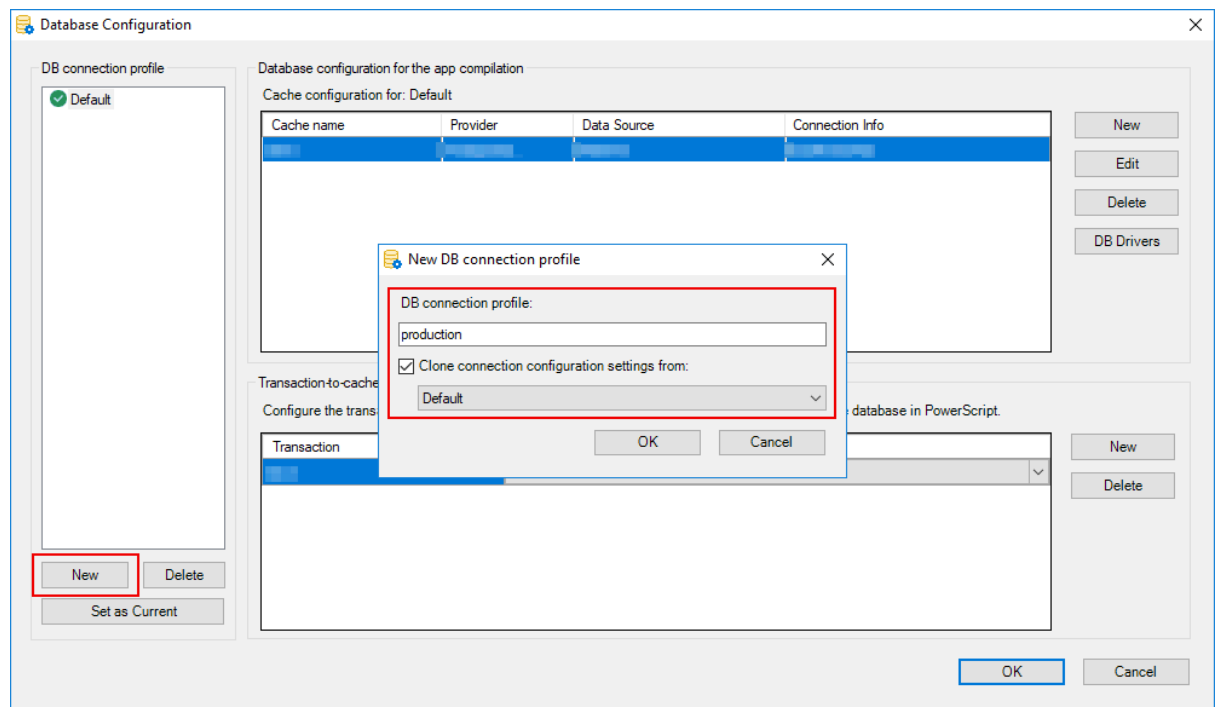 Database Configuration
DB connection profile
Default
New
Delete
Set as Current
Database configuration for the app compilation
Cache configuration for: Default
Cache name Provider Data Source Connection Info
New
Edit
Delete
DB Drivers
New DB connection profile
DB connection profile:
production
Clone connection configuration settings from:
Default
OK Cancel
Transaction-to-cache
Configure the trans database in PowerScript.
Transaction
New
Delete
OK Cancel